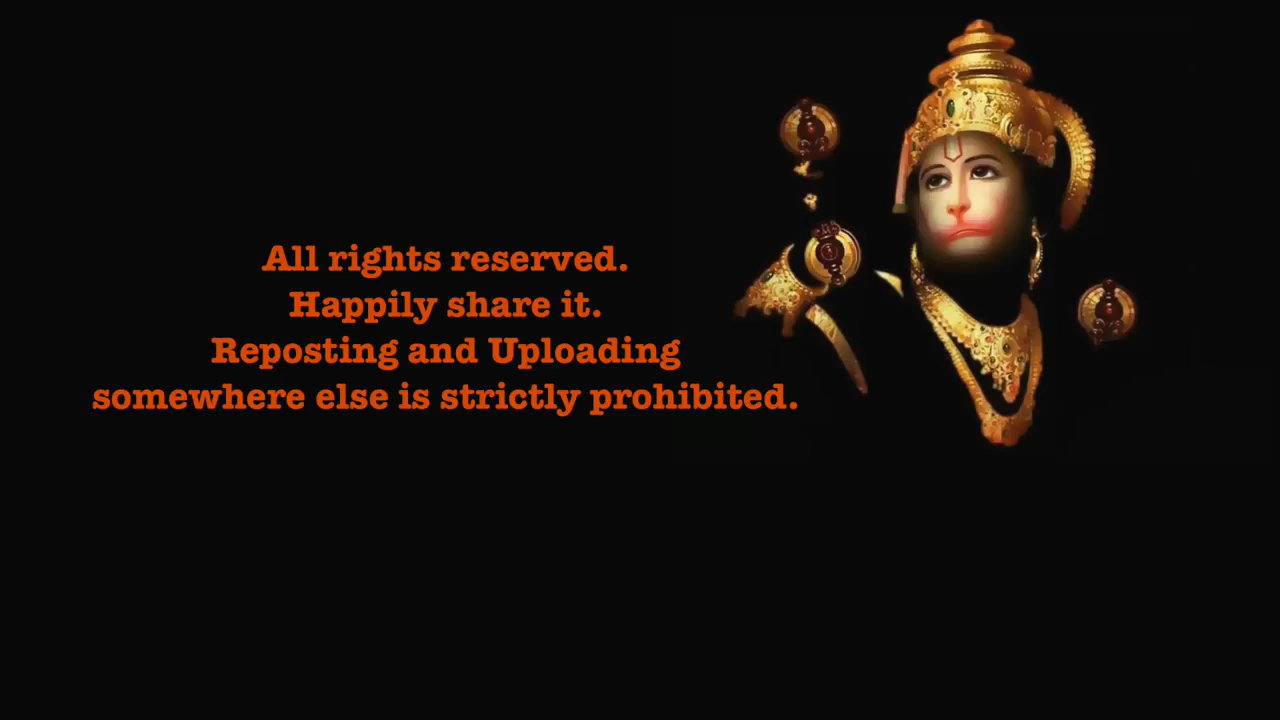 All rights reserved.
Happily share it.
Reposting and Uploading
somewhere else is strictly prohibited.